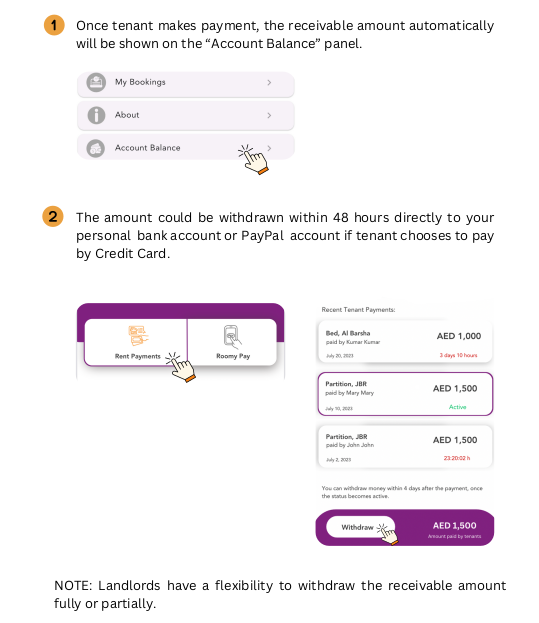 1 Once tenant makes payment, the receivable amount automatically
will be shown on the “Account Balance” panel.
My Bookings
About
Account Balance
2 The amount could be withdrawn within 48 hours directly to your
personal bank account or PayPal account if tenant chooses to pay
by Credit Card.
Rent Payments
Roomy Pay
Recent Tenant Payments:
Bed, Al Barsha
paid by Kumar Kumar
AED 1,000
July 20, 2023
3 days 10 hours
Partition, JBR
paid by Mary Mary
AED 1,500
July 10, 2023
Active
Partition, JBR
paid by John John
AED 1,500
July 2, 2023
23:20:02 h
You can withdraw money within 4 days after the payment, once
the status becomes active.
Withdraw
AED 1,500
Amount paid by tenants
NOTE: Landlords have a flexibility to withdraw the receivable amount
fully or partially.